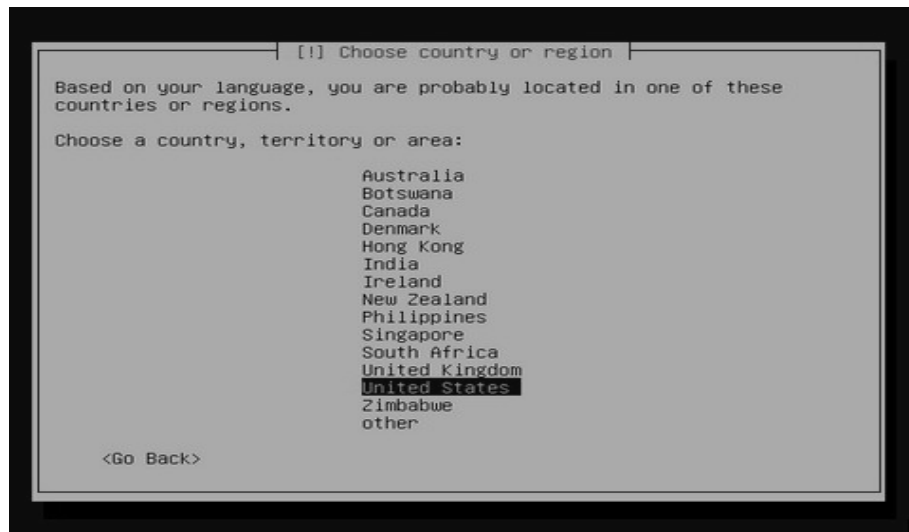 [!] Choose country or region
Based on your language, you are probably located in one of these
countries or regions.
Choose a country, territory or area:
Australia
Botswana
Canada
Denmark
Hong Kong
India
Ireland
New Zealand
Philippines
Singapore
South Africa
United Kingdom
United States
Zimbabwe
other
<Go Back>